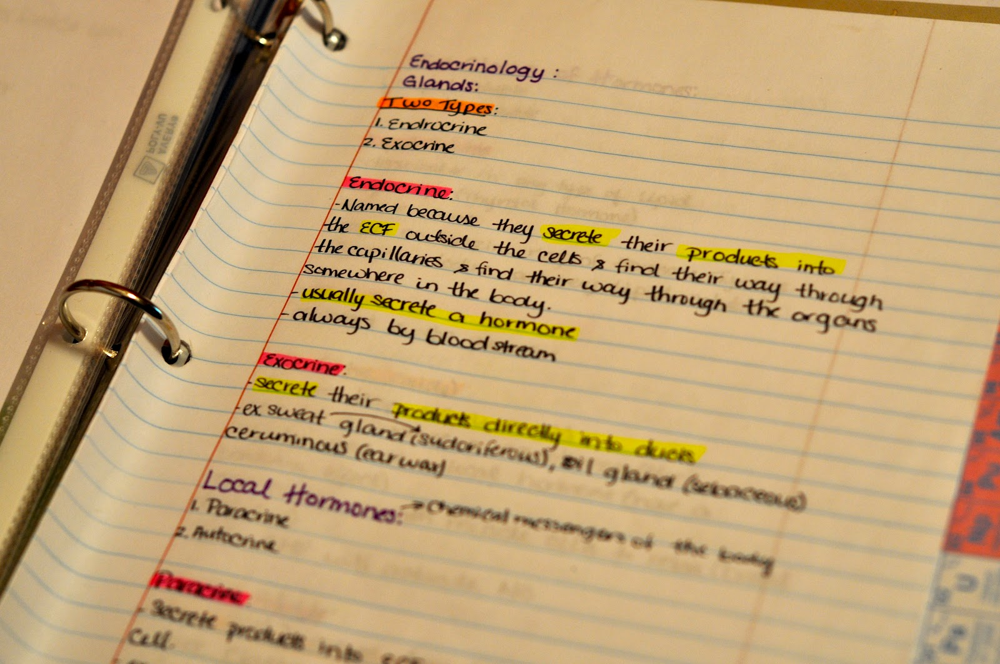 Endocrinology :
Glands:
Two Types:
1. Endrocrine
2. Exocrine
Endocrine:
-Named because they secrete their products into
the ECF outside the cells & find their way through
the capillaries & find their way through the organs
somewhere in the body.
-usually secrete a hormone
-always by bloodstream
Exocrine:
-secrete their products directly into ducts
-ex. sweat gland (sudoriferous), oil gland (sebaceous)
ceruminous (ear wax)
Local Hormones: → Chemical messengers of the body
1. Paracrine
2. Autocrine
Paracrine
- Secrete products into ECF
Cell.
AVERY
POLY-VU